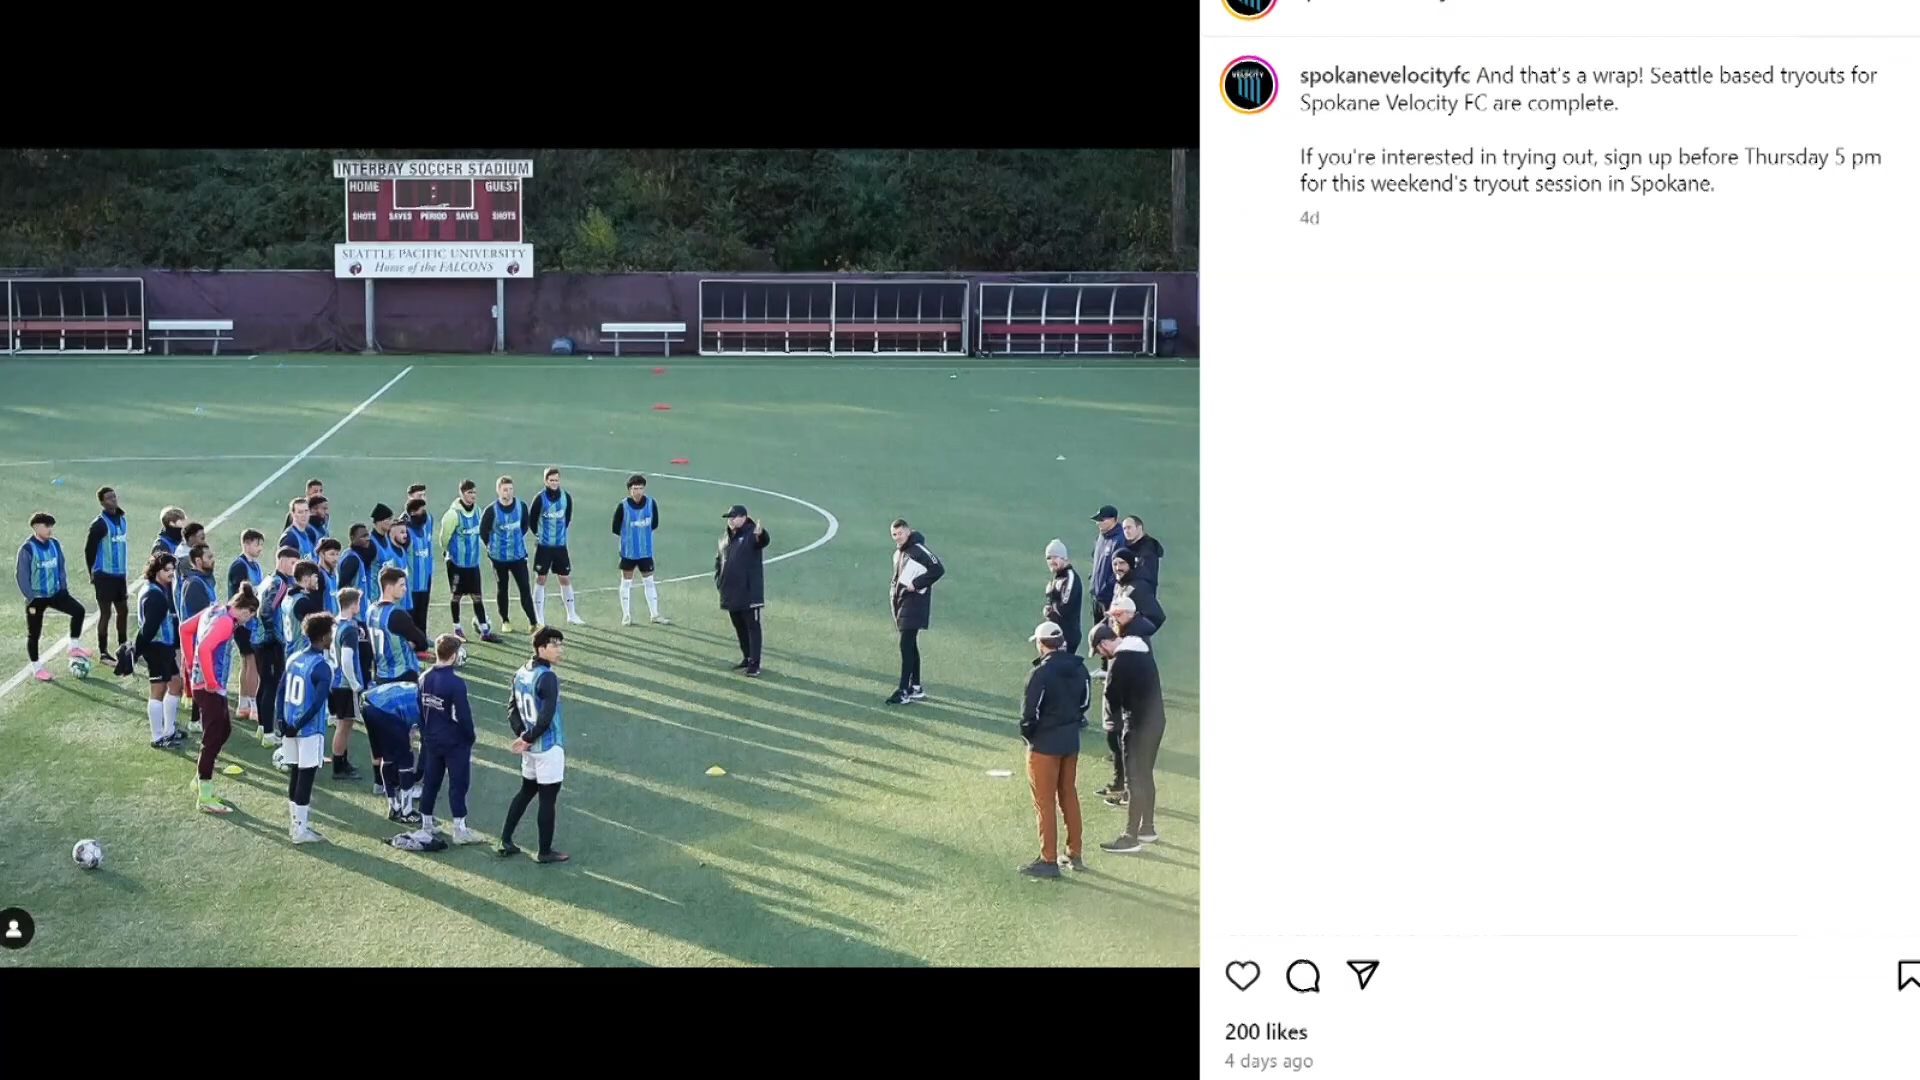 spokanevelocityfc And that's a wrap! Seattle based tryouts for
Spokane Velocity FC are complete.
If you're interested in trying out, sign up before Thursday 5 pm
for this weekend's tryout session in Spokane.
4d
200 likes
4 days ago
INTERBAY SOCCER STADIUM
HOME GUEST
SHOTS SAVES PERIOD SAVES SHOTS
SEATTLE PACIFIC UNIVERSITY
Home of the FALCONS
VELOCITY
10
17
20